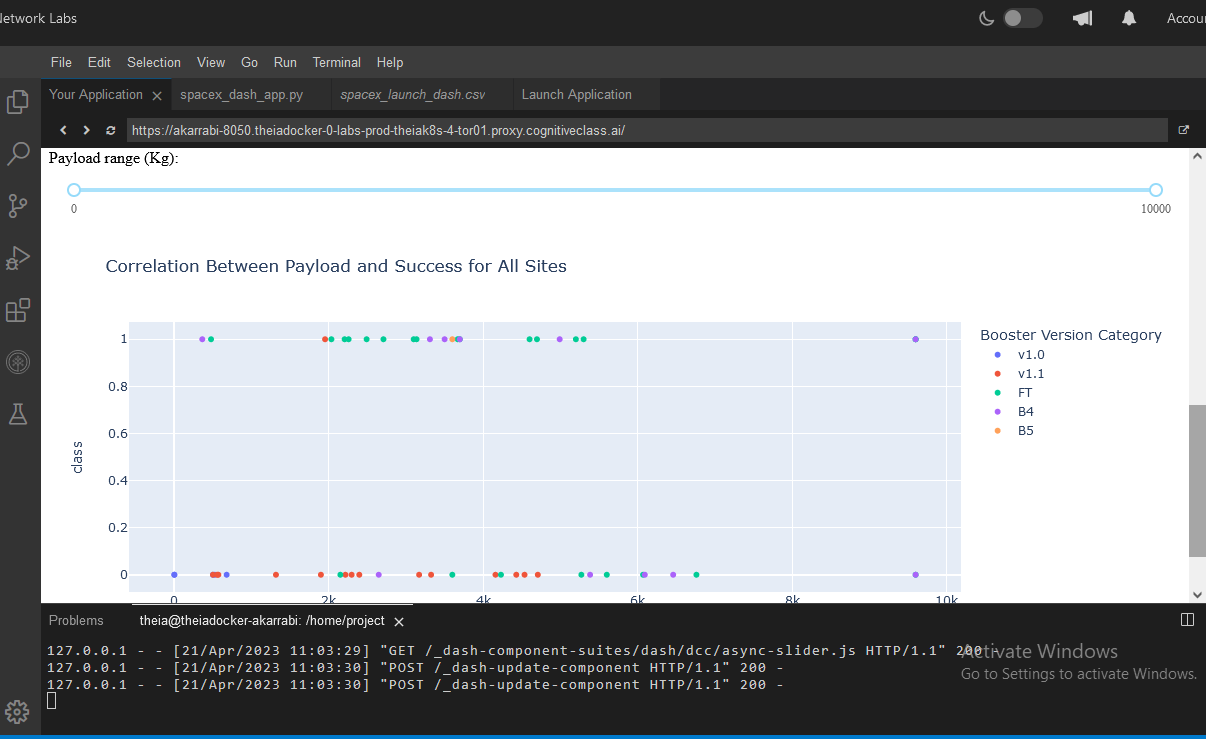 Network Labs
Accou
File Edit Selection View Go Run Terminal Help
Your Application spacex_dash_app.py spacex_launch_dash.csv Launch Application
https://akarrabi-8050.theiadocker-0-labs-prod-theiak8s-4-tor01.proxy.cognitiveclass.ai/
Payload range (Kg):
0 10000
Correlation Between Payload and Success for All Sites
Booster Version Category
v1.0
v1.1
FT
B4
B5
1
0.8
0.6
0.4
0.2
0
class
0 2k 4k 6k 8k 10k
Problems theia@theiadocker-akarrabi: /home/project
127.0.0.1 - - [21/Apr/2023 11:03:29] "GET /_dash-component-suites/dash/dcc/async-slider.js HTTP/1.1" 200 -
127.0.0.1 - - [21/Apr/2023 11:03:30] "POST /_dash-update-component HTTP/1.1" 200 -
127.0.0.1 - - [21/Apr/2023 11:03:30] "POST /_dash-update-component HTTP/1.1" 200 -
Activate Windows
Go to Settings to activate Windows.